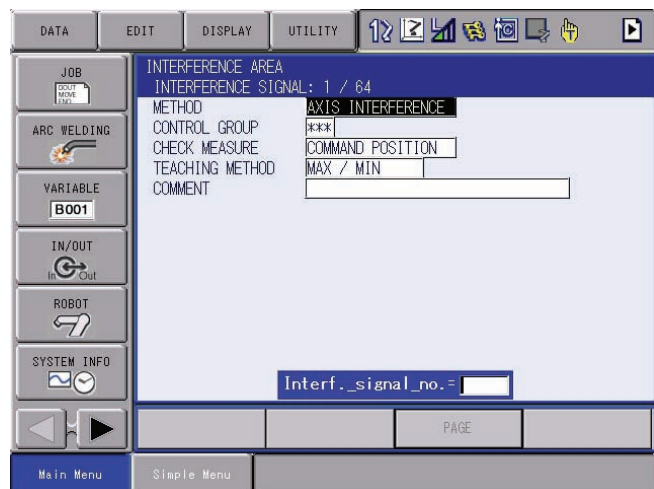 DATA EDIT DISPLAY UTILITY
JOB
DOUT
MOVE
END
ARC WELDING
VARIABLE
B001
IN/OUT
In Out
ROBOT
SYSTEM INFO
INTERFERENCE AREA
INTERFERENCE SIGNAL: 1 / 64
METHOD AXIS INTERFERENCE
CONTROL GROUP ***
CHECK MEASURE COMMAND POSITION
TEACHING METHOD MAX / MIN
COMMENT
Interf._signal_no.=
PAGE
Main Menu Simple Menu